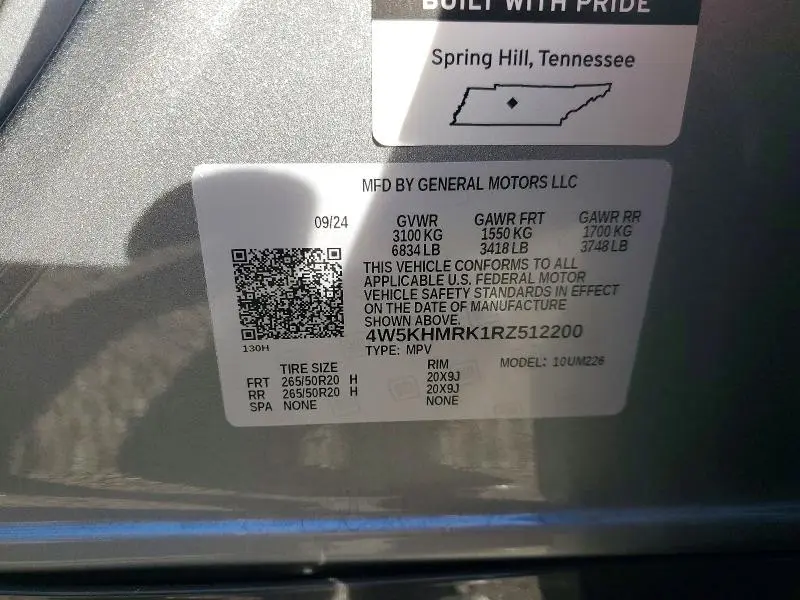 BUILT WITH PRIDE
Spring Hill, Tennessee
MFD BY GENERAL MOTORS LLC
09/24 GVWR GAWR FRT GAWR RR
3100 KG 1550 KG 1700 KG
6834 LB 3418 LB 3748 LB
THIS VEHICLE CONFORMS TO ALL
APPLICABLE U.S. FEDERAL MOTOR
VEHICLE SAFETY STANDARDS IN EFFECT
ON THE DATE OF MANUFACTURE
SHOWN ABOVE.
4W5KHMRK1RZ512200
130H
TYPE: MPV MODEL: 10UM226
TIRE SIZE RIM
FRT 265/50R20 H 20X9J
RR 265/50R20 H 20X9J
SPA NONE NONE